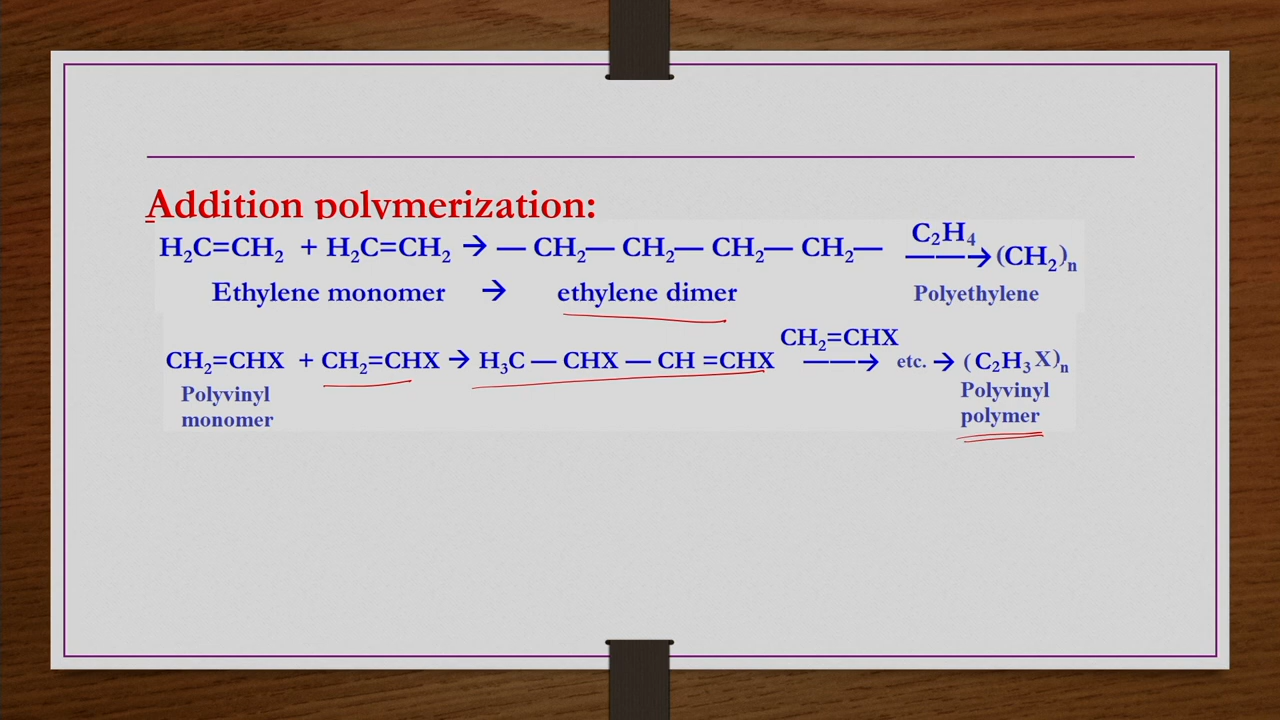 Addition polymerization:
H₂C=CH₂ + H₂C=CH₂ → — CH₂— CH₂— CH₂— CH₂— C₂H₄ ———→ (CH₂)ₙ
Ethylene monomer → ethylene dimer Polyethylene
CH₂=CHX + CH₂=CHX → H₃C — CHX — CH =CHX CH₂=CHX ——→ etc. → ( C₂H₃ X)ₙ
Polyvinyl monomer Polyvinyl polymer